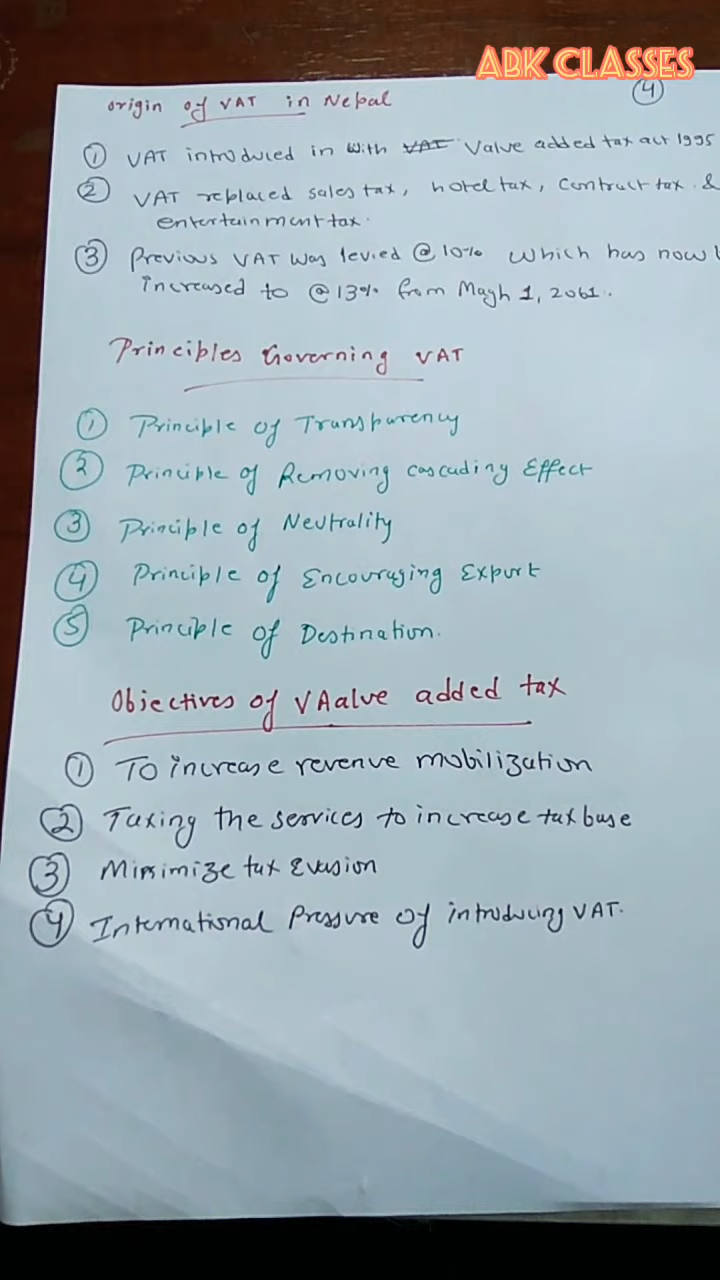 ABK CLASSES
Origin of VAT in Nepal
4
① VAT introduced in with VAT Valve added tax act 1995
② VAT replaced sales tax, hotel tax, contract tax &
entertainment tax.
③ Previous VAT was levied @ 10% which has now
increased to @ 13% from Magh 1, 2061.
Principles Governing VAT
① Principle of Transparency
② Principle of Removing cascading Effect
③ Principle of Neutrality
④ Principle of Encouraging Export
⑤ Principle of Destination.
Objectives of VAalve added tax
① To increase revenue mobilization
② Taxing the services to increase tax base
③ Minimize tax Evasion
④ International Pressure of introducing VAT.